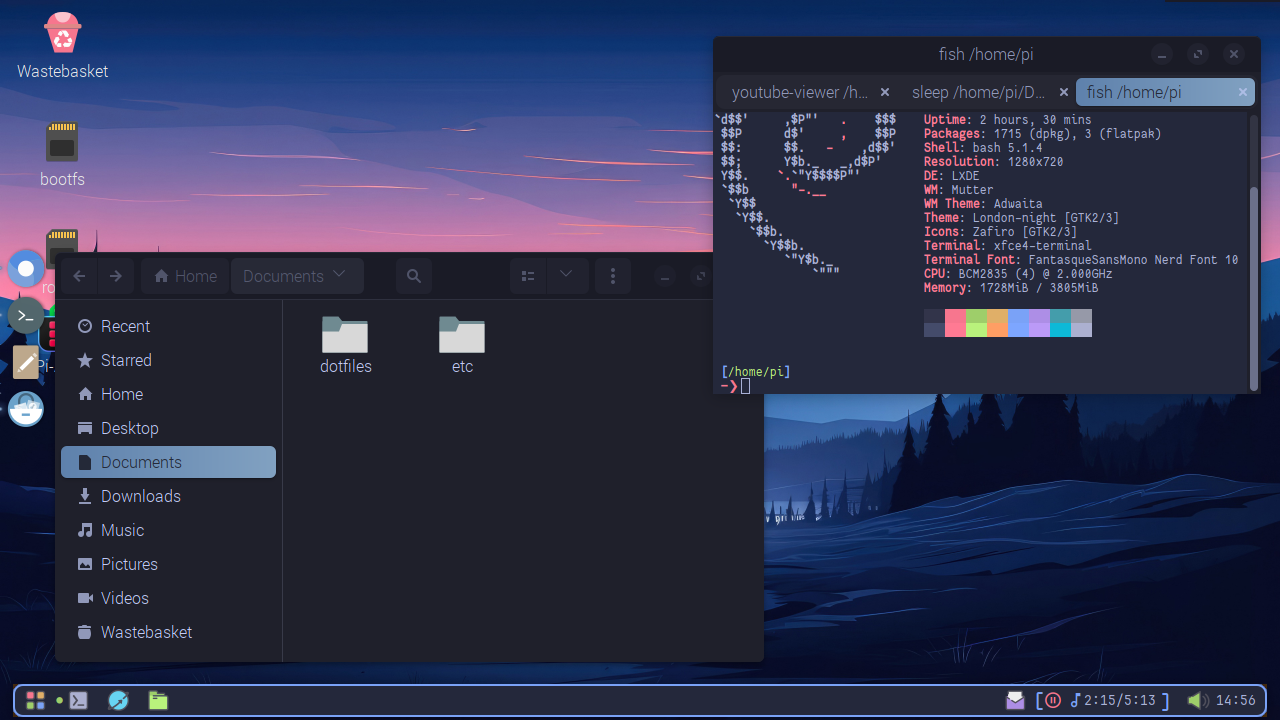 Wastebasket
bootfs
fish /home/pi
youtube-viewer /h...
sleep /home/pi/D...
fish /home/pi
`d$$'     ,$P"'   .    $$$
 $$P      d$'     ,    $$P
 $$:      $$.   -    ,d$$'
 $$;      Y$b._   _,d$P'
 Y$$.    `.`"Y$$$$P"'
 `$$b      "-.__
  `Y$$
   `Y$$.
     `$$b.
       `Y$$b.
          `"Y$b._
              `"""
Uptime: 2 hours, 30 mins
Packages: 1715 (dpkg), 3 (flatpak)
Shell: bash 5.1.4
Resolution: 1280x720
DE: LXDE
WM: Mutter
WM Theme: Adwaita
Theme: London-night [GTK2/3]
Icons: Zafiro [GTK2/3]
Terminal: xfce4-terminal
Terminal Font: FantasqueSansMono Nerd Font 10
CPU: BCM2835 (4) @ 2.000GHz
Memory: 1728MiB / 3805MiB
[/home/pi]
~❯
Home
Documents
Recent
Starred
Home
Desktop
Documents
Downloads
Music
Pictures
Videos
Wastebasket
dotfiles
etc
[ 2:15/5:13 ]
14:56